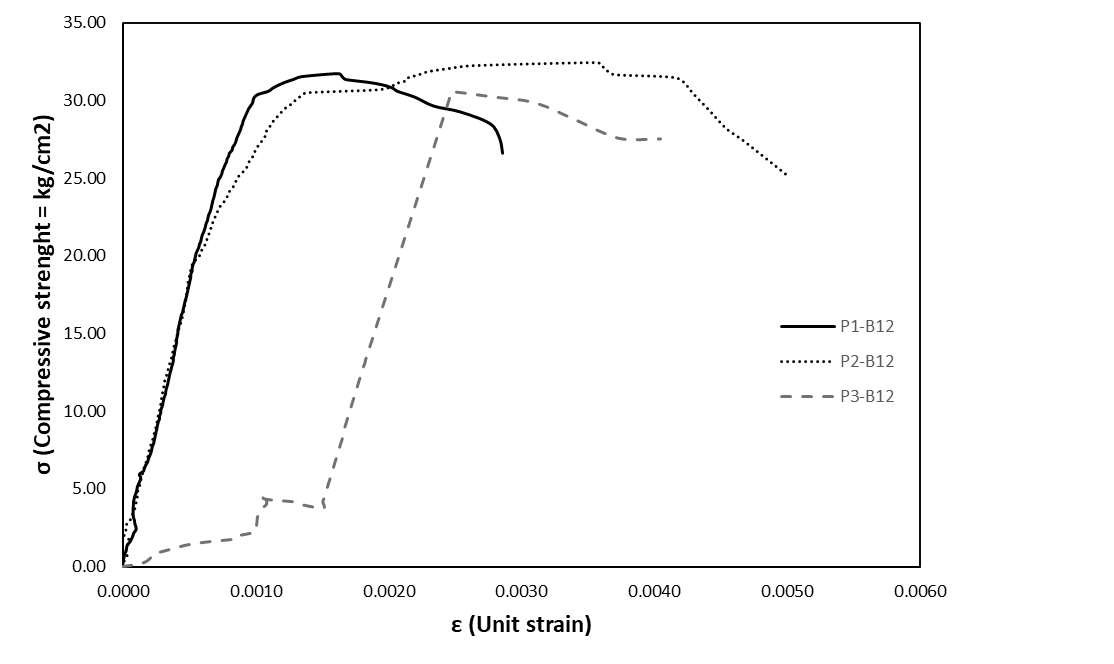 35.00
30.00
25.00
20.00
15.00
10.00
5.00
0.00
σ (Compressive strenght = kg/cm2)
0.0000 0.0010 0.0020 0.0030 0.0040 0.0050 0.0060
ε (Unit strain)
P1-B12
P2-B12
P3-B12